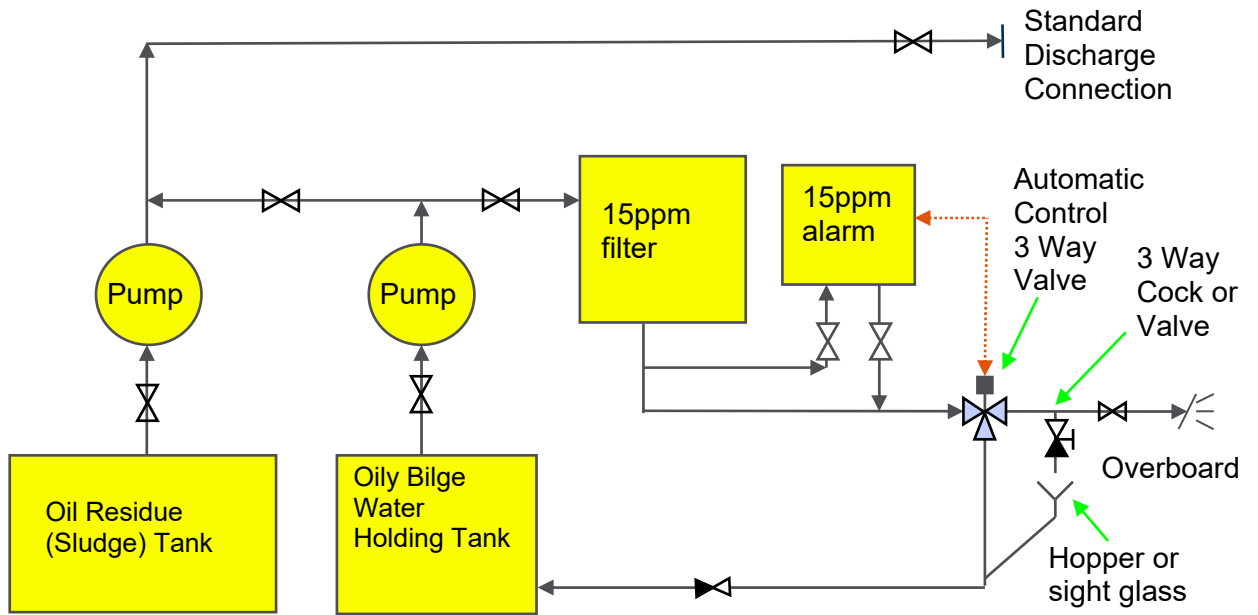 Standard
Discharge
Connection
15ppm
filter
15ppm
alarm
Automatic
Control
3 Way
Valve
3 Way
Cock or
Valve
Pump
Pump
Overboard
Oil Residue
(Sludge) Tank
Oily Bilge
Water
Holding Tank
Hopper or
sight glass